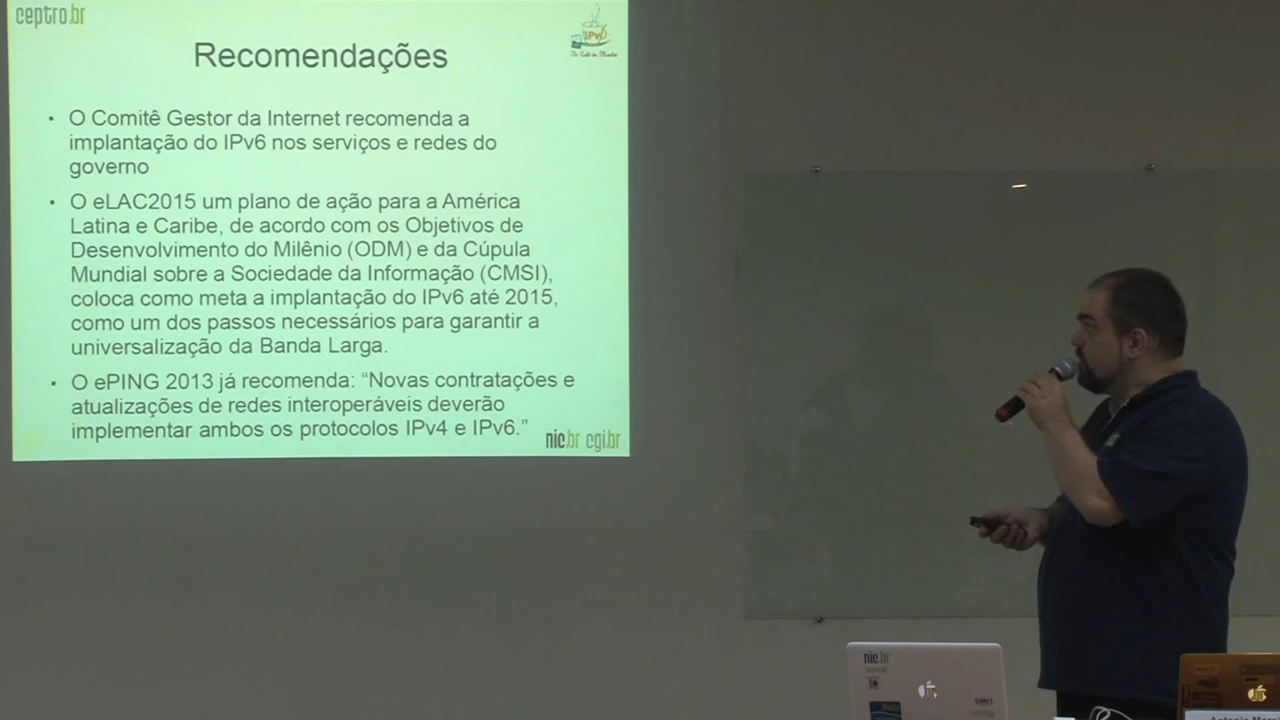 ceptro.br
IPv6
no Café da Manhã
Recomendações
• O Comitê Gestor da Internet recomenda a
implantação do IPv6 nos serviços e redes do
governo
• O eLAC2015 um plano de ação para a América
Latina e Caribe, de acordo com os Objetivos de
Desenvolvimento do Milênio (ODM) e da Cúpula
Mundial sobre a Sociedade da Informação (CMSI),
coloca como meta a implantação do IPv6 até 2015,
como um dos passos necessários para garantir a
universalização da Banda Larga.
• O ePING 2013 já recomenda: “Novas contratações e
atualizações de redes interoperáveis deverão
implementar ambos os protocolos IPv4 e IPv6.”
nic.br cgi.br
nic.br